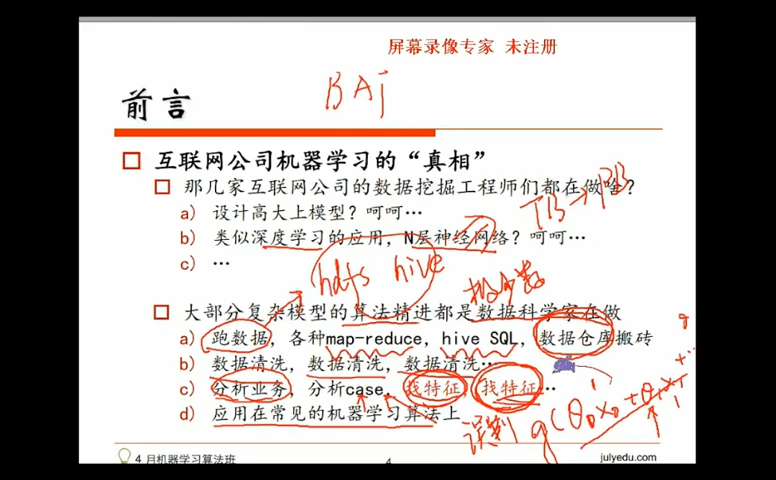 屏幕录像专家 未注册
BAT
前言
互联网公司机器学习的“真相”
那几家互联网公司的数据挖掘工程师们都在做啥？
TB→PB
a) 设计高大上模型？呵呵…
b) 类似深度学习的应用，N层神经网络？呵呵…
c) …
hdfs hive
大部分复杂模型的算法精进都是数据科学家在做
a) 跑数据，各种map-reduce，hive SQL，数据仓库搬砖
b) 数据清洗，数据清洗，数据清洗…
c) 分析业务，分析case，找特征，找特征…
d) 应用在常见的机器学习算法上
4 月机器学习算法班
4
julyedu.com